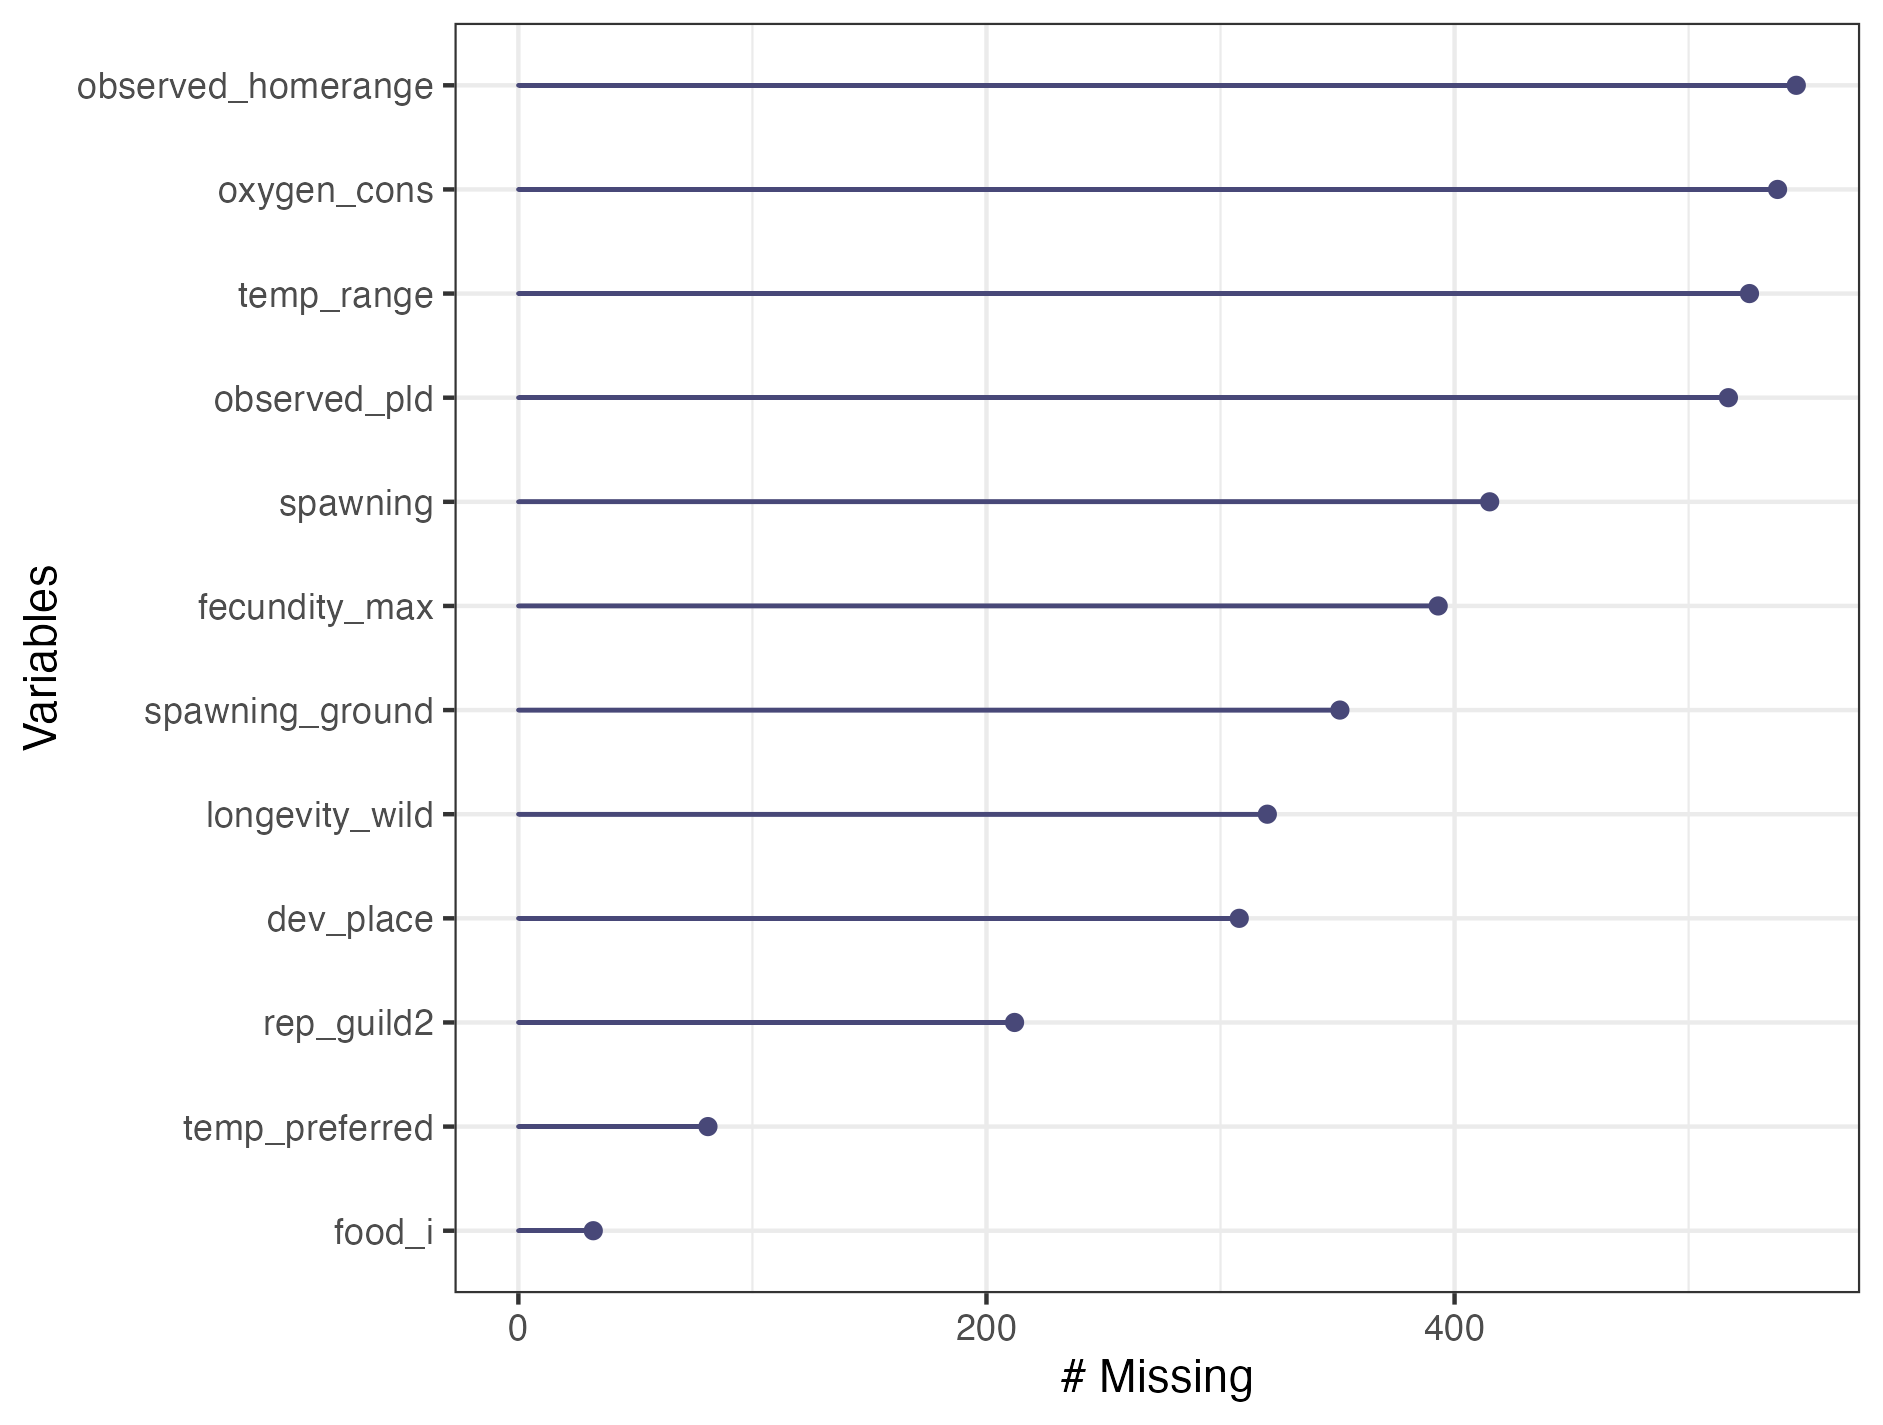 observed_homerange
oxygen_cons
temp_range
observed_pld
spawning
fecundity_max
spawning_ground
longevity_wild
dev_place
rep_guild2
temp_preferred
food_i
Variables
0 200 400
# Missing